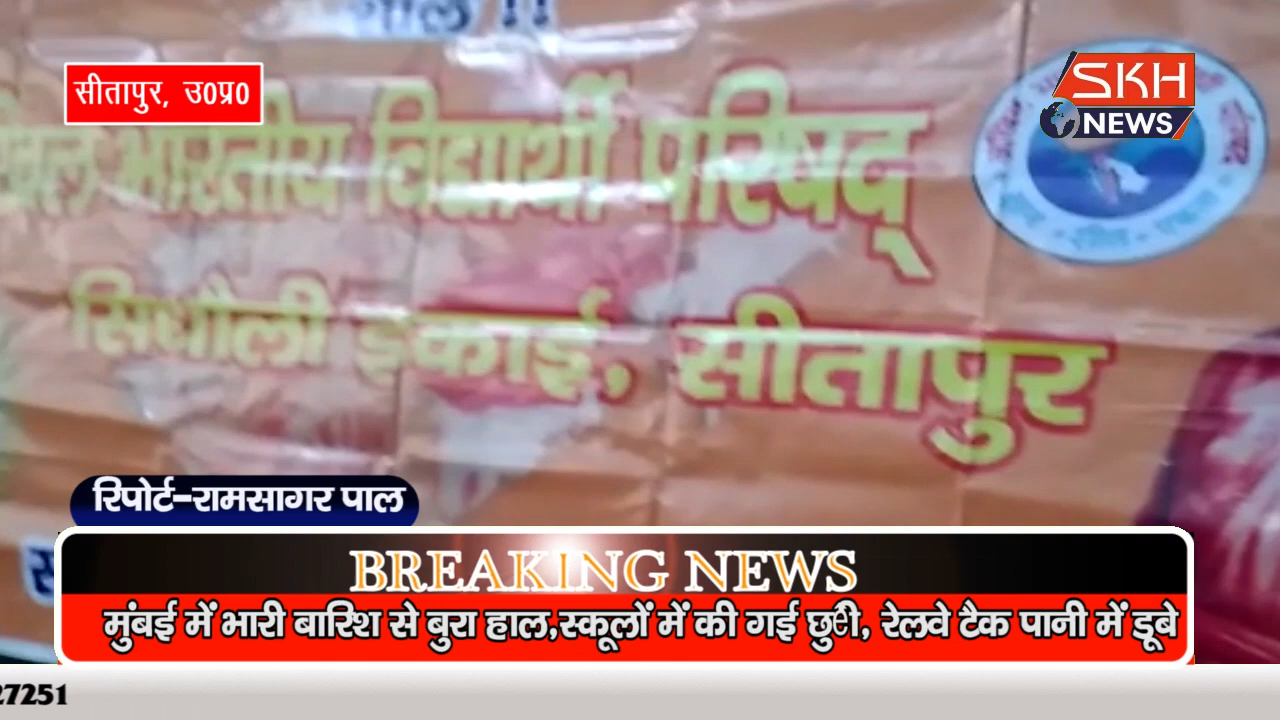 सीतापुर, उ0प्र0
SKH
NEWS
भारतीय विद्यार्थी परिषद्
सिधौली इकाई, सीतापुर
रिपोर्ट-रामसागर पाल
BREAKING NEWS
मुंबई में भारी बारिश से बुरा हाल,स्कूलों में की गई छुट्टी, रेलवे टैक पानी में डूबे
27251